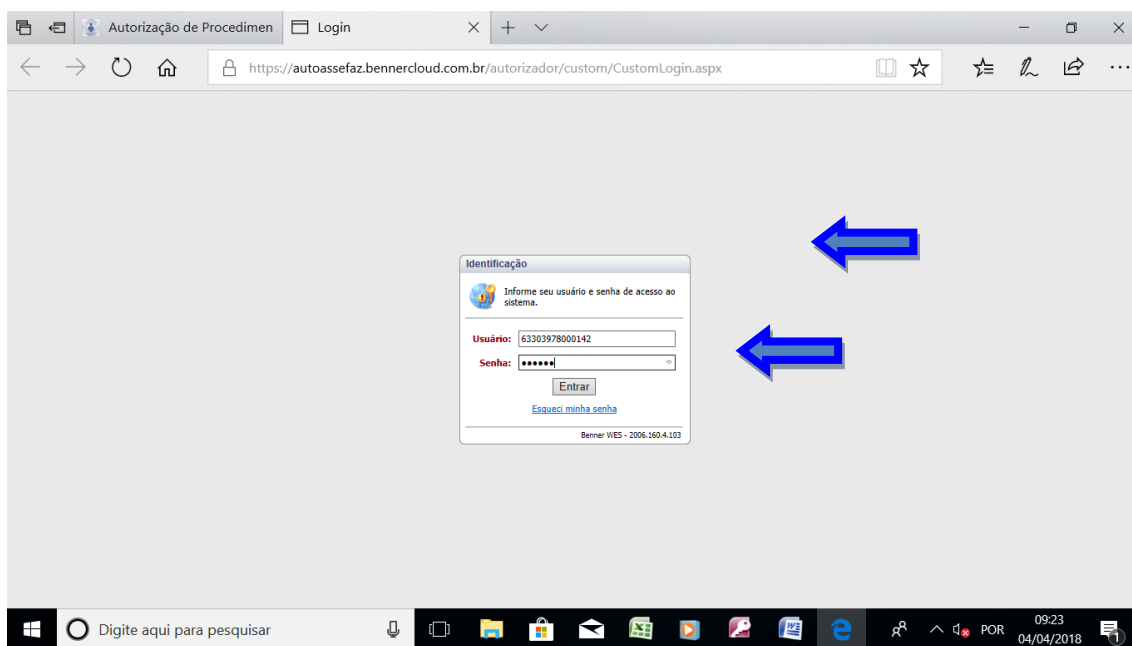 Autorização de Procedimen
Login
https://autoassefaz.bennercloud.com.br/autorizador/custom/CustomLogin.aspx
Identificação
Informe seu usuário e senha de acesso ao
sistema.
Usuário: 63303978000142
Senha: ••••••
Entrar
Esqueci minha senha
Benner WES - 2006.160.4.103
Digite aqui para pesquisar
POR
09:23
04/04/2018
1